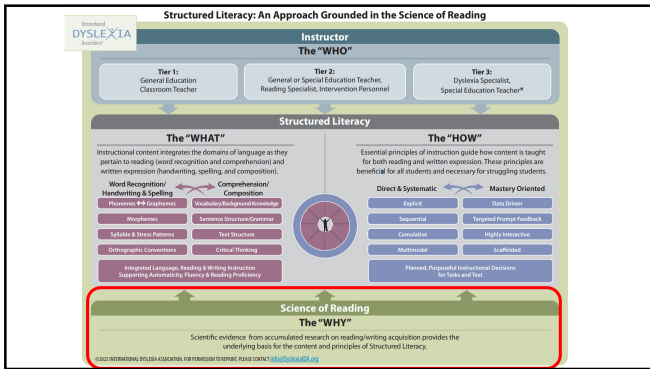 Structured Literacy: An Approach Grounded in the Science of Reading
International
DYSLEXIA
Association
Instructor
The "WHO"
Tier 1:
General Education
Classroom Teacher
Tier 2:
General or Special Education Teacher,
Reading Specialist, Intervention Personnel
Tier 3:
Dyslexia Specialist,
Special Education Teacher*
Structured Literacy
The "WHAT"
Instructional content integrates the domains of language as they
pertain to reading (word recognition and comprehension) and
written expression (handwriting, spelling, and composition).
Word Recognition/
Handwriting & Spelling
Comprehension/
Composition
Phonemes ↔ Graphemes
Vocabulary/Background Knowledge
Morphemes
Sentence Structure/Grammar
Syllable & Stress Patterns
Text Structure
Orthographic Conventions
Critical Thinking
Integrated Language, Reading & Writing Instruction
Supporting Automaticity, Fluency & Reading Proficiency
The "HOW"
Essential principles of instruction guide how content is taught
for both reading and written expression. These principles are
beneficial for all students and necessary for struggling students.
Direct & Systematic
Mastery Oriented
Explicit
Data Driven
Sequential
Targeted Prompt Feedback
Cumulative
Highly Interactive
Multimodal
Scaffolded
Planned, Purposeful Instructional Decisions
for Tasks and Text
Science of Reading
The "WHY"
Scientific evidence from accumulated research on reading/writing acquisition provides the
underlying basis for the content and principles of Structured Literacy.
©2022 INTERNATIONAL DYSLEXIA ASSOCIATION. FOR PERMISSION TO REPRINT, PLEASE CONTACT info@DyslexiaIDA.org